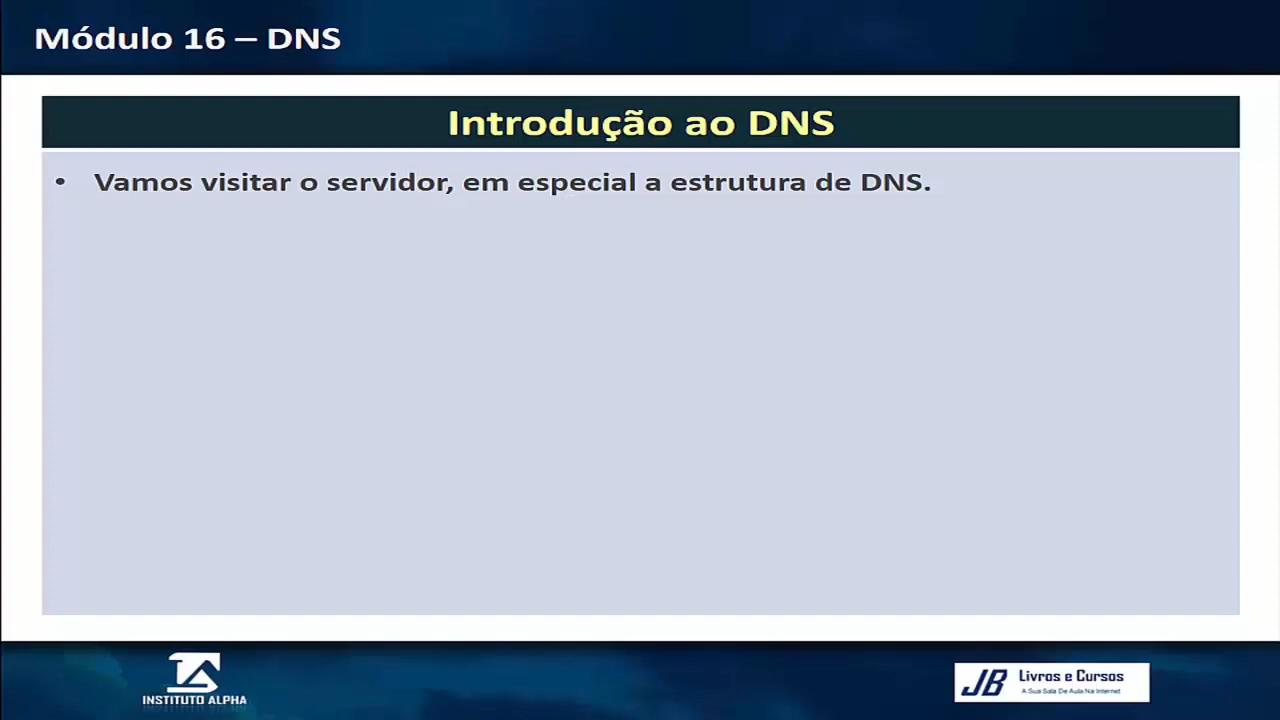 Módulo 16 – DNS
Introdução ao DNS
• Vamos visitar o servidor, em especial a estrutura de DNS.
INSTITUTO ALPHA
JB Livros e Cursos
A Sua Sala De Aula Na Internet